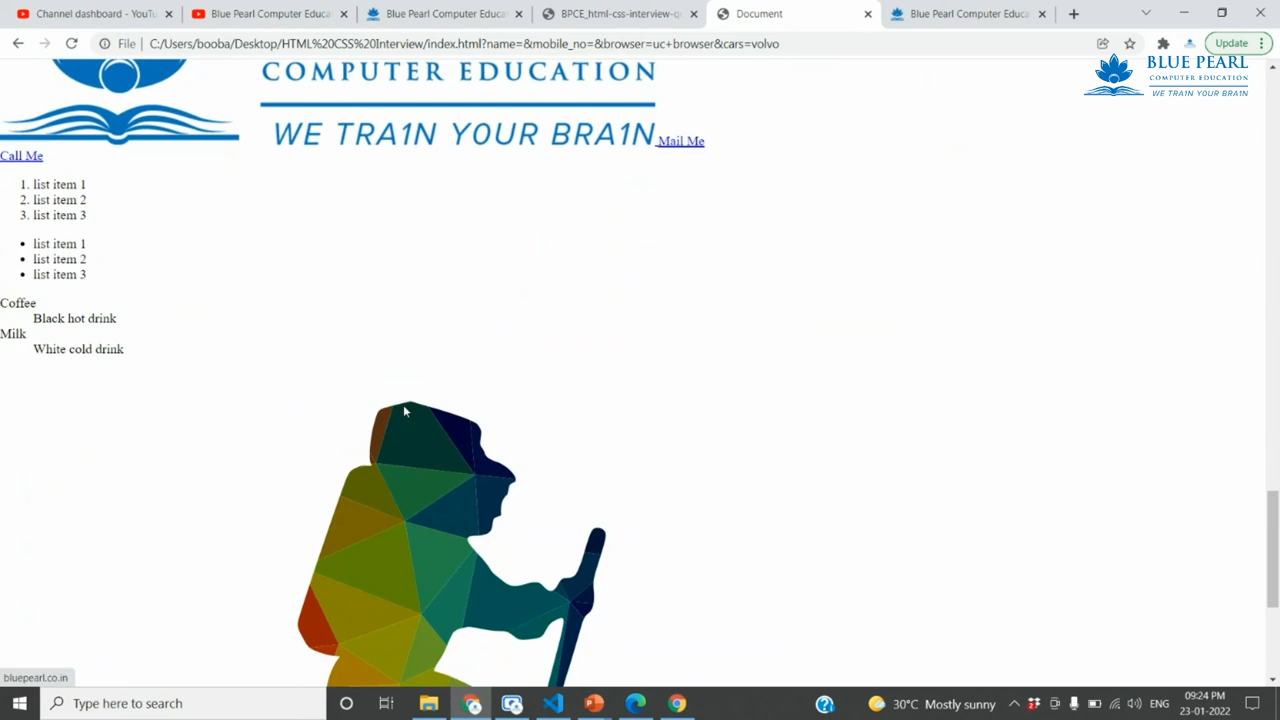 Channel dashboard - YouTu
Blue Pearl Computer Educa
Blue Pearl Computer Educa
BPCE_html-css-interview-q
Document
Blue Pearl Computer Educa
File
C:/Users/booba/Desktop/HTML%20CSS%20Interview/index.html?name=&mobile_no=&browser=uc+browser&cars=volvo
Update
BLUE PEARL
COMPUTER EDUCATION
WE TRA1N YOUR BRA1N
COMPUTER EDUCATION
WE TRA1N YOUR BRA1N Mail Me
Call Me
1. list item 1
2. list item 2
3. list item 3
• list item 1
• list item 2
• list item 3
Coffee
Black hot drink
Milk
White cold drink
bluepearl.co.in
Type here to search
30°C Mostly sunny
ENG
09:24 PM
23-01-2022